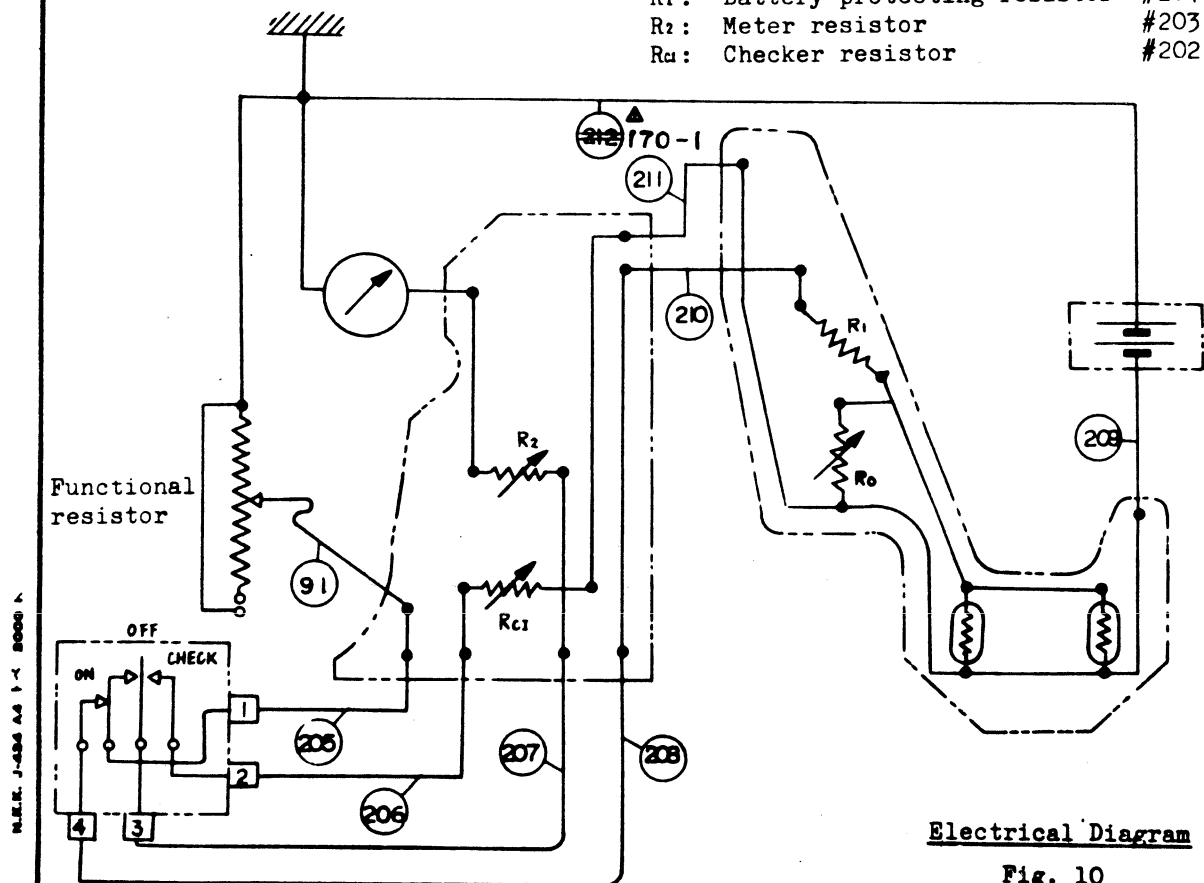 R1: Battery protecting resistor
R2: Meter resistor #203
RCI: Checker resistor #202
212 170-1
211
210
R1
R2
R0
209
Functional
resistor
91
RCI
OFF
ON CHECK
1
205
2
206
207
208
4 3
Electrical Diagram
Fig. 10